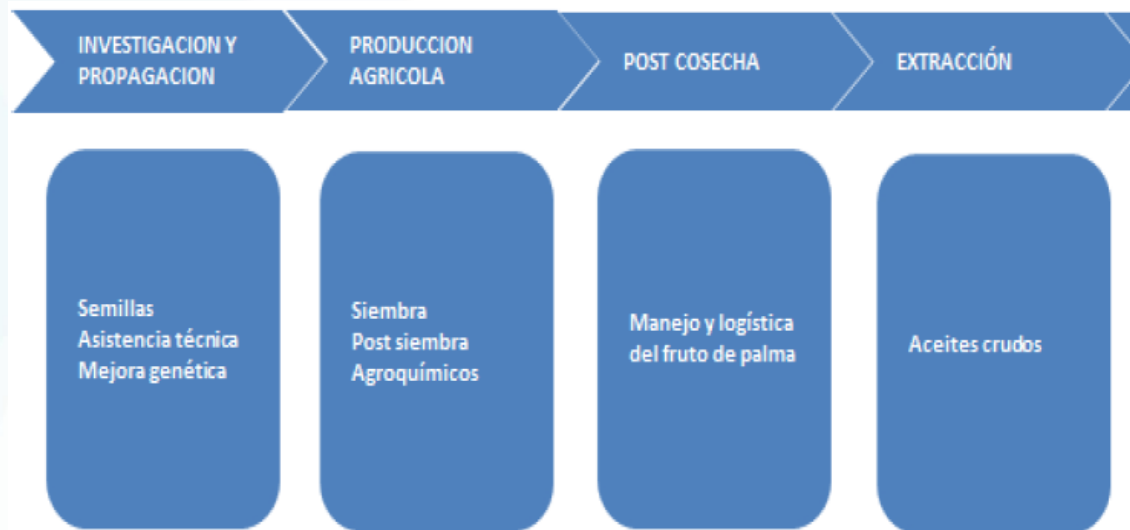 INVESTIGACION Y
PROPAGACION
PRODUCCION
AGRICOLA
POST COSECHA
EXTRACCIÓN
Semillas
Asistencia técnica
Mejora genética
Siembra
Post siembra
Agroquímicos
Manejo y logística
del fruto de palma
Aceites crudos